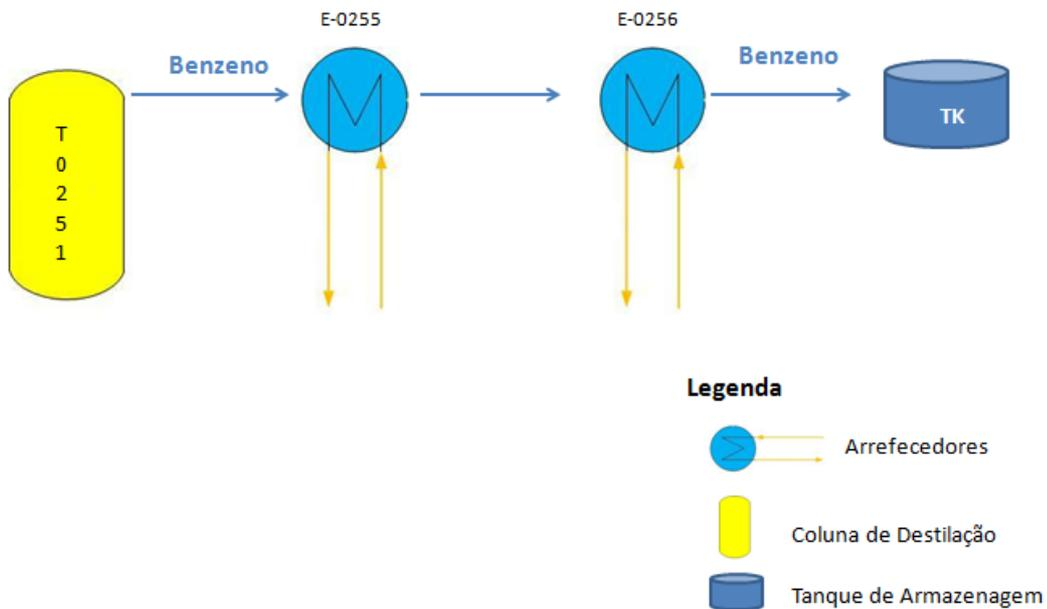 E-0255
E-0256
Benzeno
Benzeno
T
0
2
5
1
TK
Legenda
Arrefecedores
Coluna de Destilação
Tanque de Armazenagem